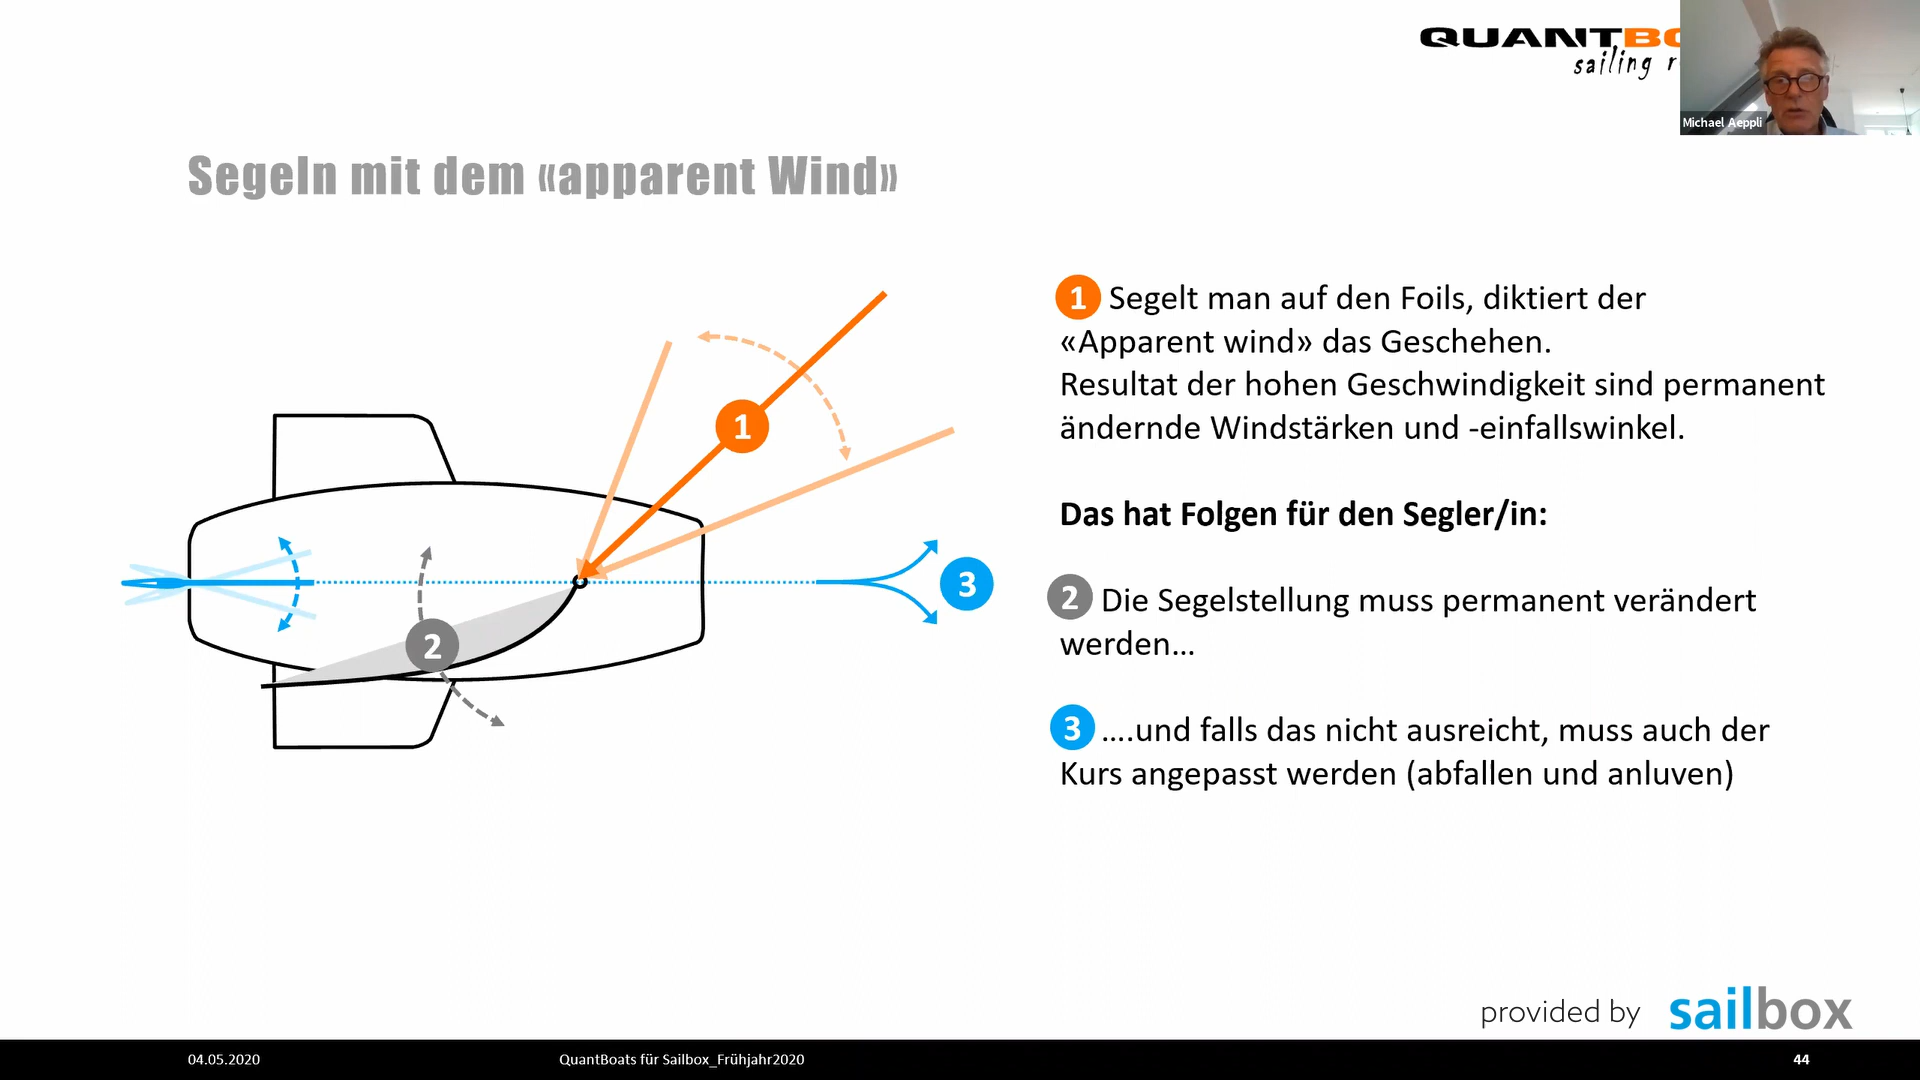 QUANTBO
sailing r
Michael Aeppli
Segeln mit dem «apparent Wind»
1 Segelt man auf den Foils, diktiert der
«Apparent wind» das Geschehen.
Resultat der hohen Geschwindigkeit sind permanent
ändernde Windstärken und -einfallswinkel.
Das hat Folgen für den Segler/in:
2 Die Segelstellung muss permanent verändert
werden...
3 ....und falls das nicht ausreicht, muss auch der
Kurs angepasst werden (abfallen und anluven)
1
2
3
provided by sailbox
04.05.2020
QuantBoats für Sailbox_Frühjahr2020
44